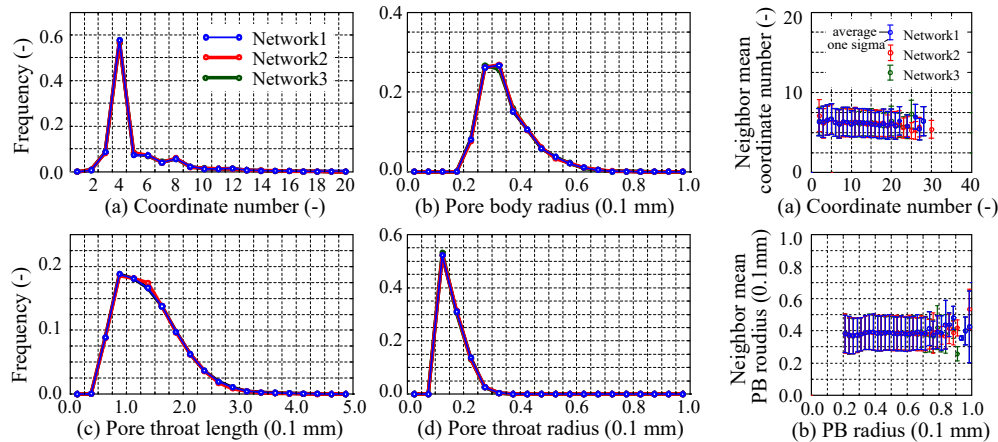 Frequency (-)
0.6
0.4
0.2
0.0
2 4 6 8 10 12 14 16 18 20
Network1
Network2
Network3
(a) Coordinate number (-)
0.4
0.2
0.0
0.0 0.2 0.4 0.6 0.8 1.0
(b) Pore body radius (0.1 mm)
Neighbor mean
coordinate number (-)
20
10
0
0 10 20 30 40
average
one sigma
Network1
Network2
Network3
(a) Coordinate number (-)
Frequency (-)
0.2
0.1
0.0
0.0 1.0 2.0 3.0 4.0 5.0
(c) Pore throat length (0.1 mm)
0.6
0.4
0.2
0.0
0.0 0.2 0.4 0.6 0.8 1.0
(d) Pore throat radius (0.1 mm)
Neighbor mean
PB roudius (0.1mm)
1.0
0.8
0.6
0.4
0.2
0.0
0.0 0.2 0.4 0.6 0.8 1.0
(b) PB radius (0.1 mm)